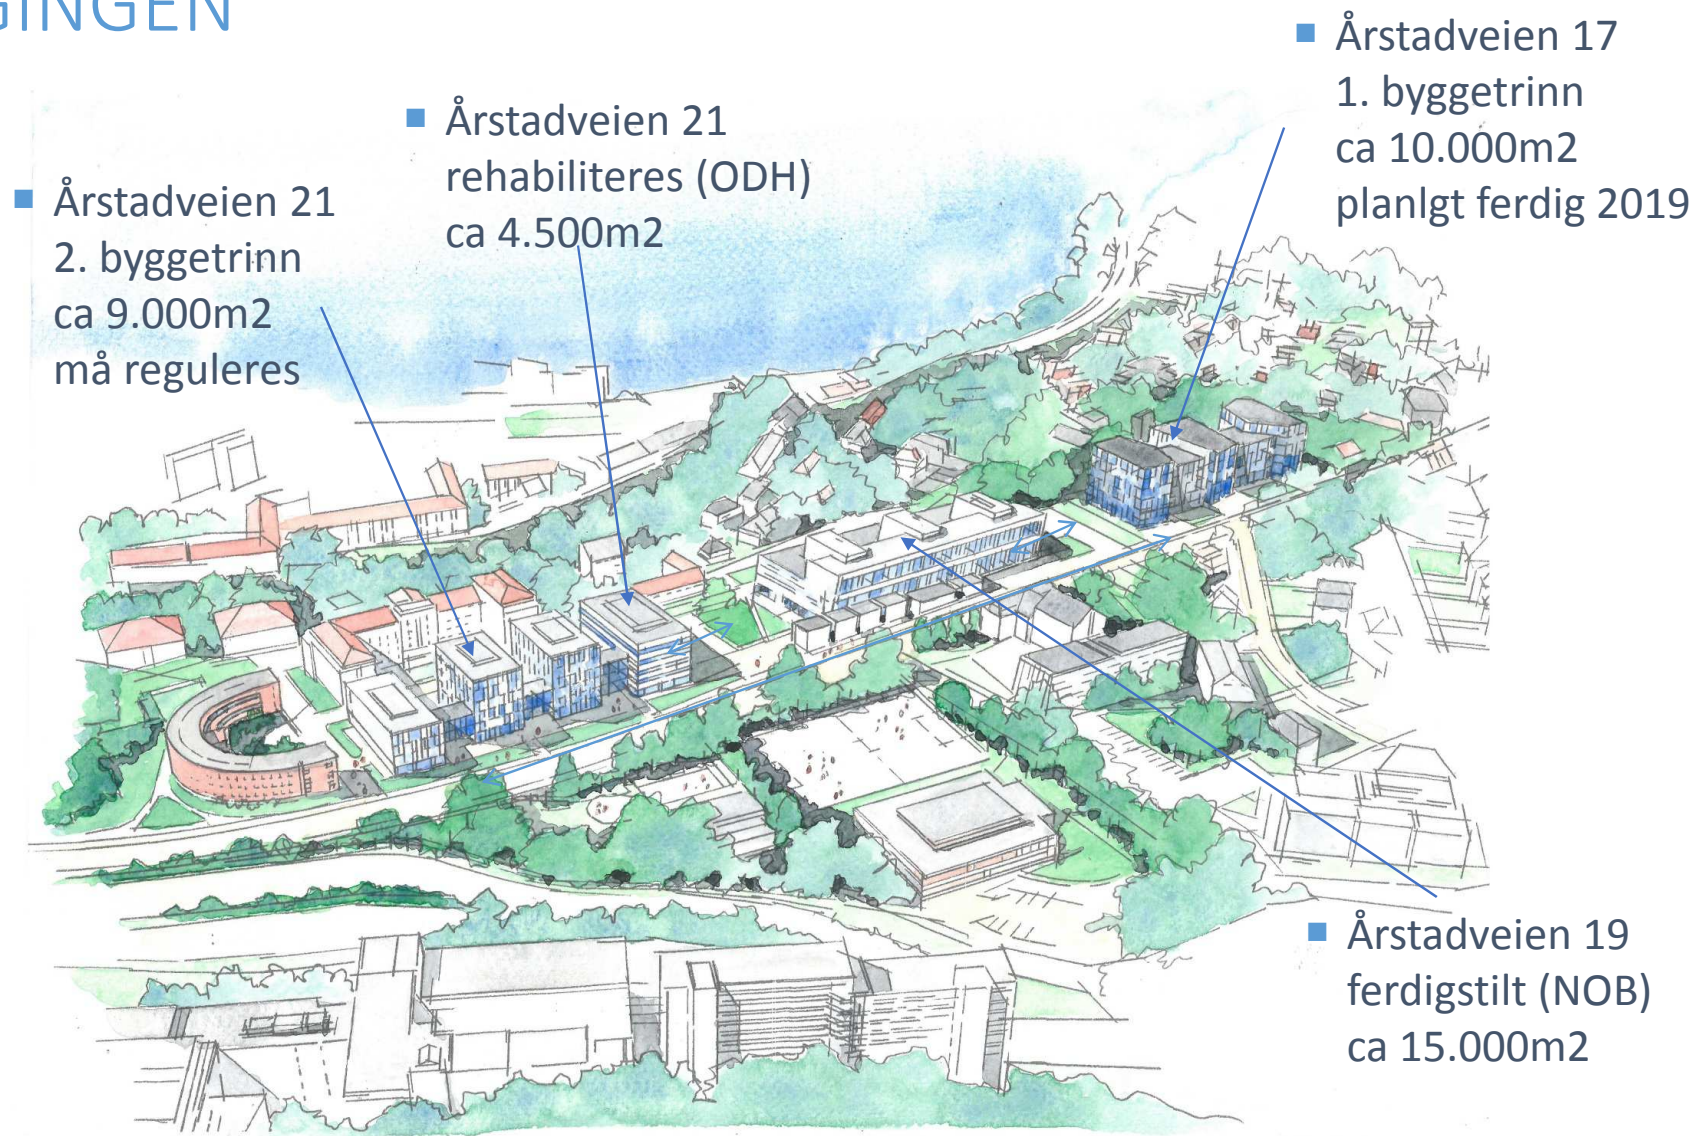 GINGEN
Årstadveien 17
1. byggetrinn
ca 10.000m2
planlgt ferdig 2019
Årstadveien 21
rehabiliteres (ODH)
ca 4.500m2
Årstadveien 21
2. byggetrinn
ca 9.000m2
må reguleres
Årstadveien 19
ferdigstilt (NOB)
ca 15.000m2